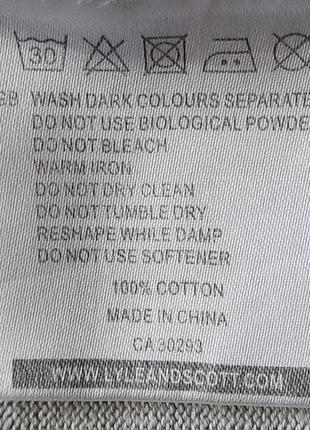 30
GB WASH DARK COLOURS SEPARATE
DO NOT USE BIOLOGICAL POWDE
DO NOT BLEACH
WARM IRON
DO NOT DRY CLEAN
DO NOT TUMBLE DRY
RESHAPE WHILE DAMP
DO NOT USE SOFTENER
100% COTTON
MADE IN CHINA
CA 30293
WWW.LYLEANDSCOTT.COM